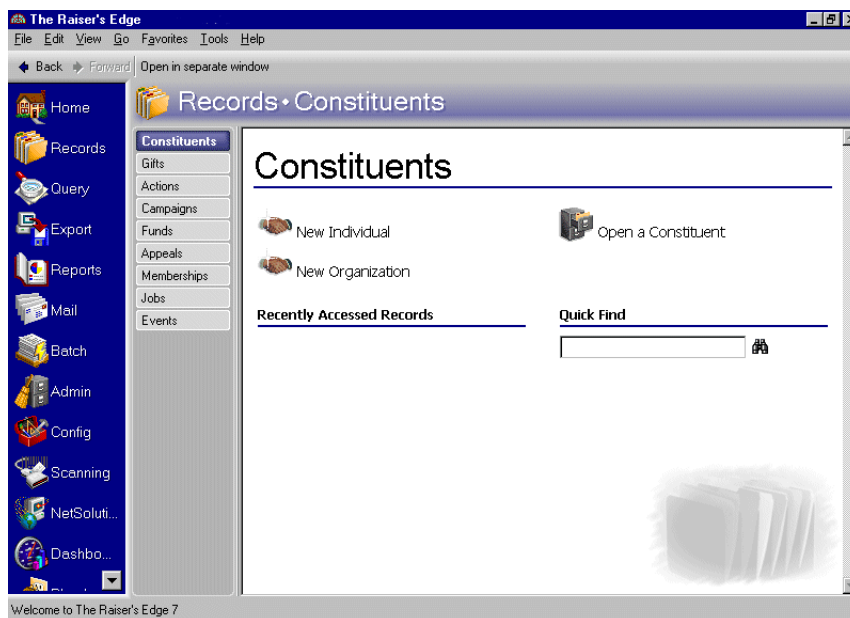 The Raiser's Edge
File Edit View Go Favorites Tools Help
Back Forward Open in separate window
Records • Constituents
Home
Records
Query
Export
Reports
Mail
Batch
Admin
Config
Scanning
NetSoluti...
Dashbo...
Constituents
Gifts
Actions
Campaigns
Funds
Appeals
Memberships
Jobs
Events
Constituents
New Individual
Open a Constituent
New Organization
Recently Accessed Records
Quick Find
Welcome to The Raiser's Edge 7